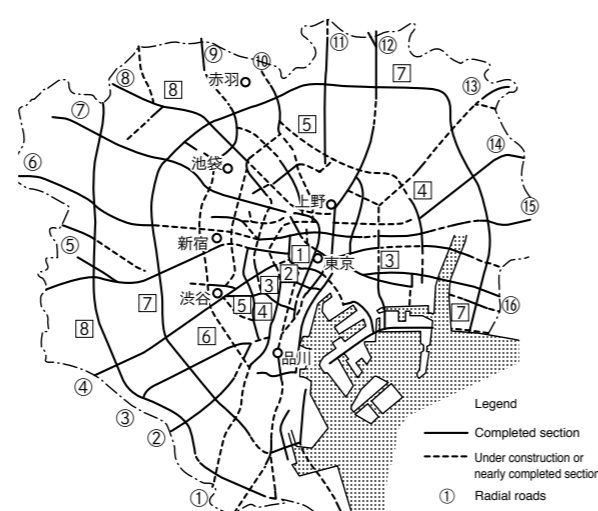 ⑨
⑩
⑪
⑫
⑧
8
赤羽
7
⑬
⑦
5
⑭
⑥
池袋
4
上野
⑮
⑤
新宿
1
東京
2
3
3
渋谷
5
4
7
7
⑯
8
6
品川
④
③
②
①
Legend
Completed section
Under construction or
nearly completed section
① Radial roads